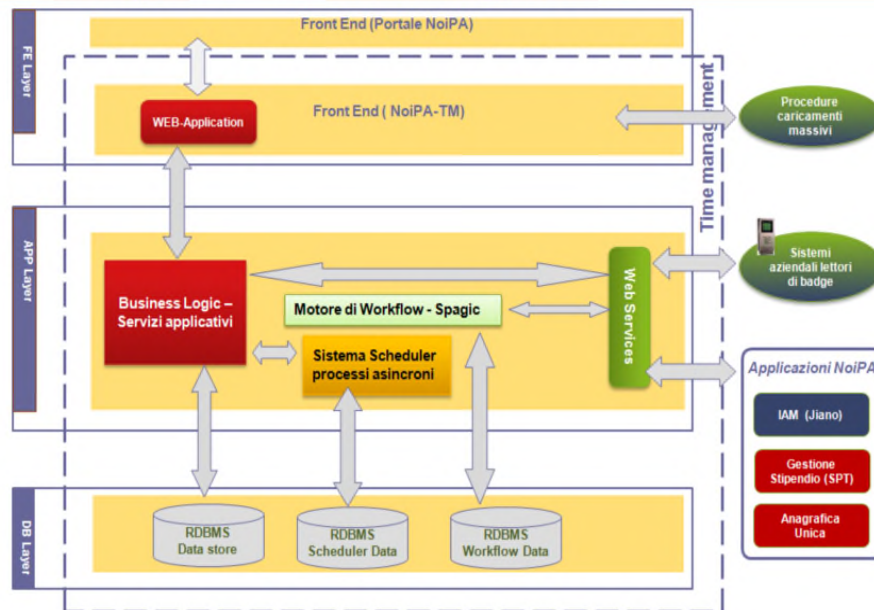 FE Layer
Front End (Portale NoiPA)
WEB-Application
Front End ( NoiPA-TM)
Time management
Procedure
caricamenti
massivi
APP Layer
Business Logic –
Servizi applicativi
Motore di Workflow - Spagic
Sistema Scheduler
processi asincroni
Web Services
Sistemi
aziendali lettori
di badge
Applicazioni NoiPA
IAM (Jiano)
Gestione
Stipendio (SPT)
Anagrafica
Unica
DB Layer
RDBMS
Data store
RDBMS
Scheduler Data
RDBMS
Workflow Data